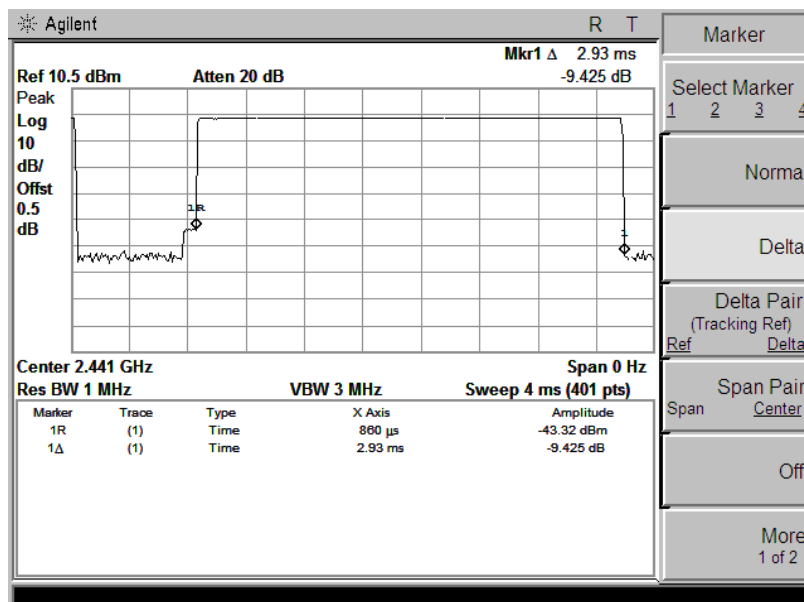 Agilent R T
Mkr1 Δ 2.93 ms
Ref 10.5 dBm Atten 20 dB -9.425 dB
Peak
Log
10
dB/
Offst
0.5
dB
1R
1
Center 2.441 GHz Span 0 Hz
Res BW 1 MHz VBW 3 MHz Sweep 4 ms (401 pts)
Marker Trace Type X Axis Amplitude
1R (1) Time 860 µs -43.32 dBm
1Δ (1) Time 2.93 ms -9.425 dB
Marker
Select Marker
1 2 3 4
Norma
Delta
Delta Pair
(Tracking Ref)
Ref Delta
Span Pair
Span Center
Off
More
1 of 2